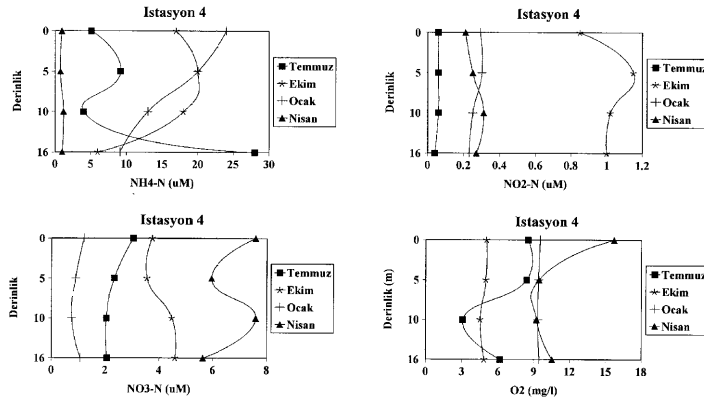 Istasyon 4
Derinlik
0
5
10
16
0 5 10 15 20 25 30
NH4-N (uM)
Temmuz
Ekim
Ocak
Nisan
Istasyon 4
Derinlik
0
5
10
16
0 0.2 0.4 0.6 0.8 1 1.2
NO2-N (uM)
Temmuz
Ekim
Ocak
Nisan
Istasyon 4
Derinlik
0
5
10
16
0 2 4 6 8
NO3-N (uM)
Temmuz
Ekim
Ocak
Nisan
Istasyon 4
Derinlik (m)
0
5
10
16
0 3 6 9 12 15 18
O2 (mg/l)
Temmuz
Ekim
Ocak
Nisan